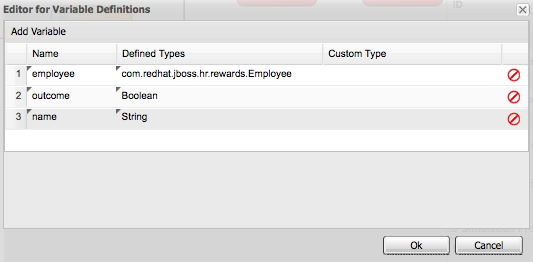 Editor for Variable Definitions
ID
Add Variable
Name Defined Types Custom Type
1 employee com.redhat.jboss.hr.rewards.Employee
2 outcome Boolean
3 name String
Ok Cancel